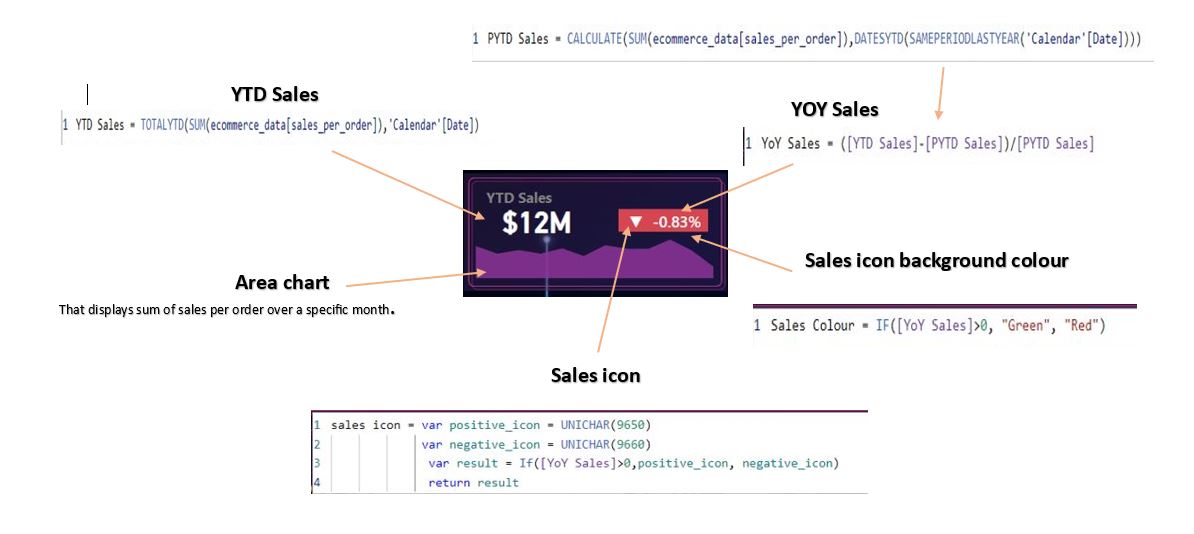 1 PYTD Sales = CALCULATE(SUM(ecommerce_data[sales_per_order]),DATESYTD(SAMEPERIODLASTYEAR('Calendar'[Date])))
YTD Sales
1 YTD Sales = TOTALYTD(SUM(ecommerce_data[sales_per_order]),'Calendar'[Date])
YOY Sales
1 YoY Sales = ([YTD Sales]-[PYTD Sales])/[PYTD Sales]
YTD Sales
$12M
▼ -0.83%
Area chart
That displays sum of sales per order over a specific month.
Sales icon background colour
1 Sales Colour = IF([YoY Sales]>0, "Green", "Red")
Sales icon
1 sales icon = var positive_icon = UNICHAR(9650)
2 var negative_icon = UNICHAR(9660)
3 var result = If([YoY Sales]>0,positive_icon, negative_icon)
4 return result